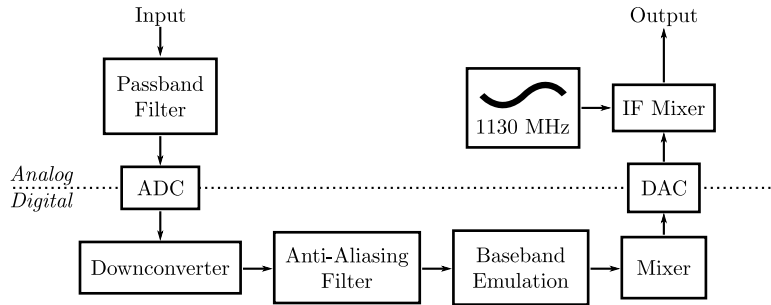 Input
Output
Passband
Filter
1130 MHz
IF Mixer
Analog
Digital
ADC
DAC
Downconverter
Anti-Aliasing
Filter
Baseband
Emulation
Mixer